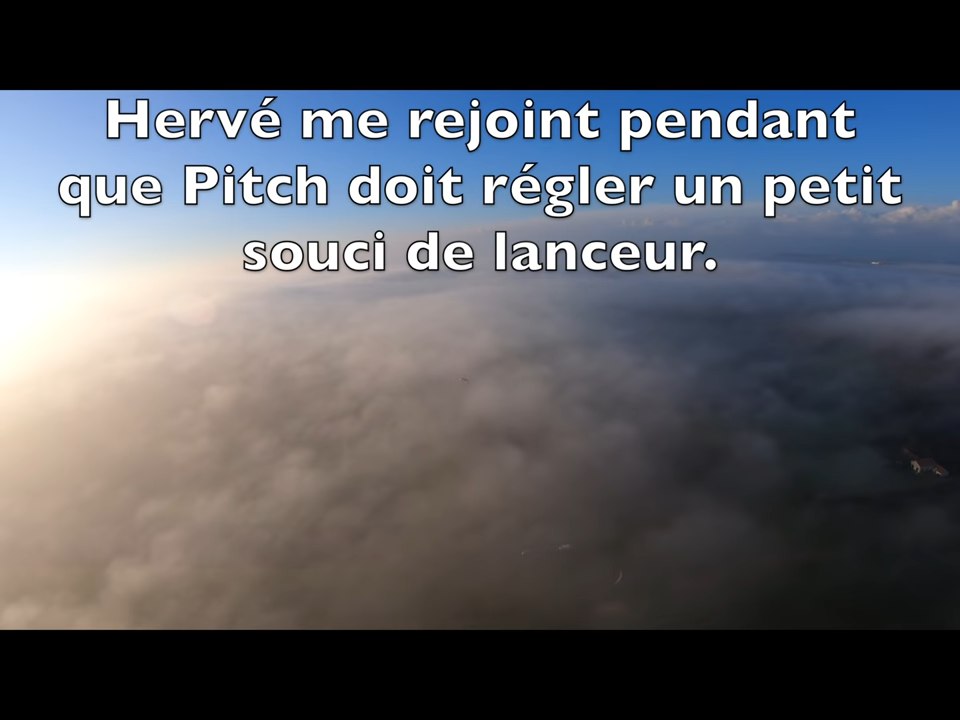 Hervé me rejoint pendant
que Pitch doit régler un petit
souci de lanceur.